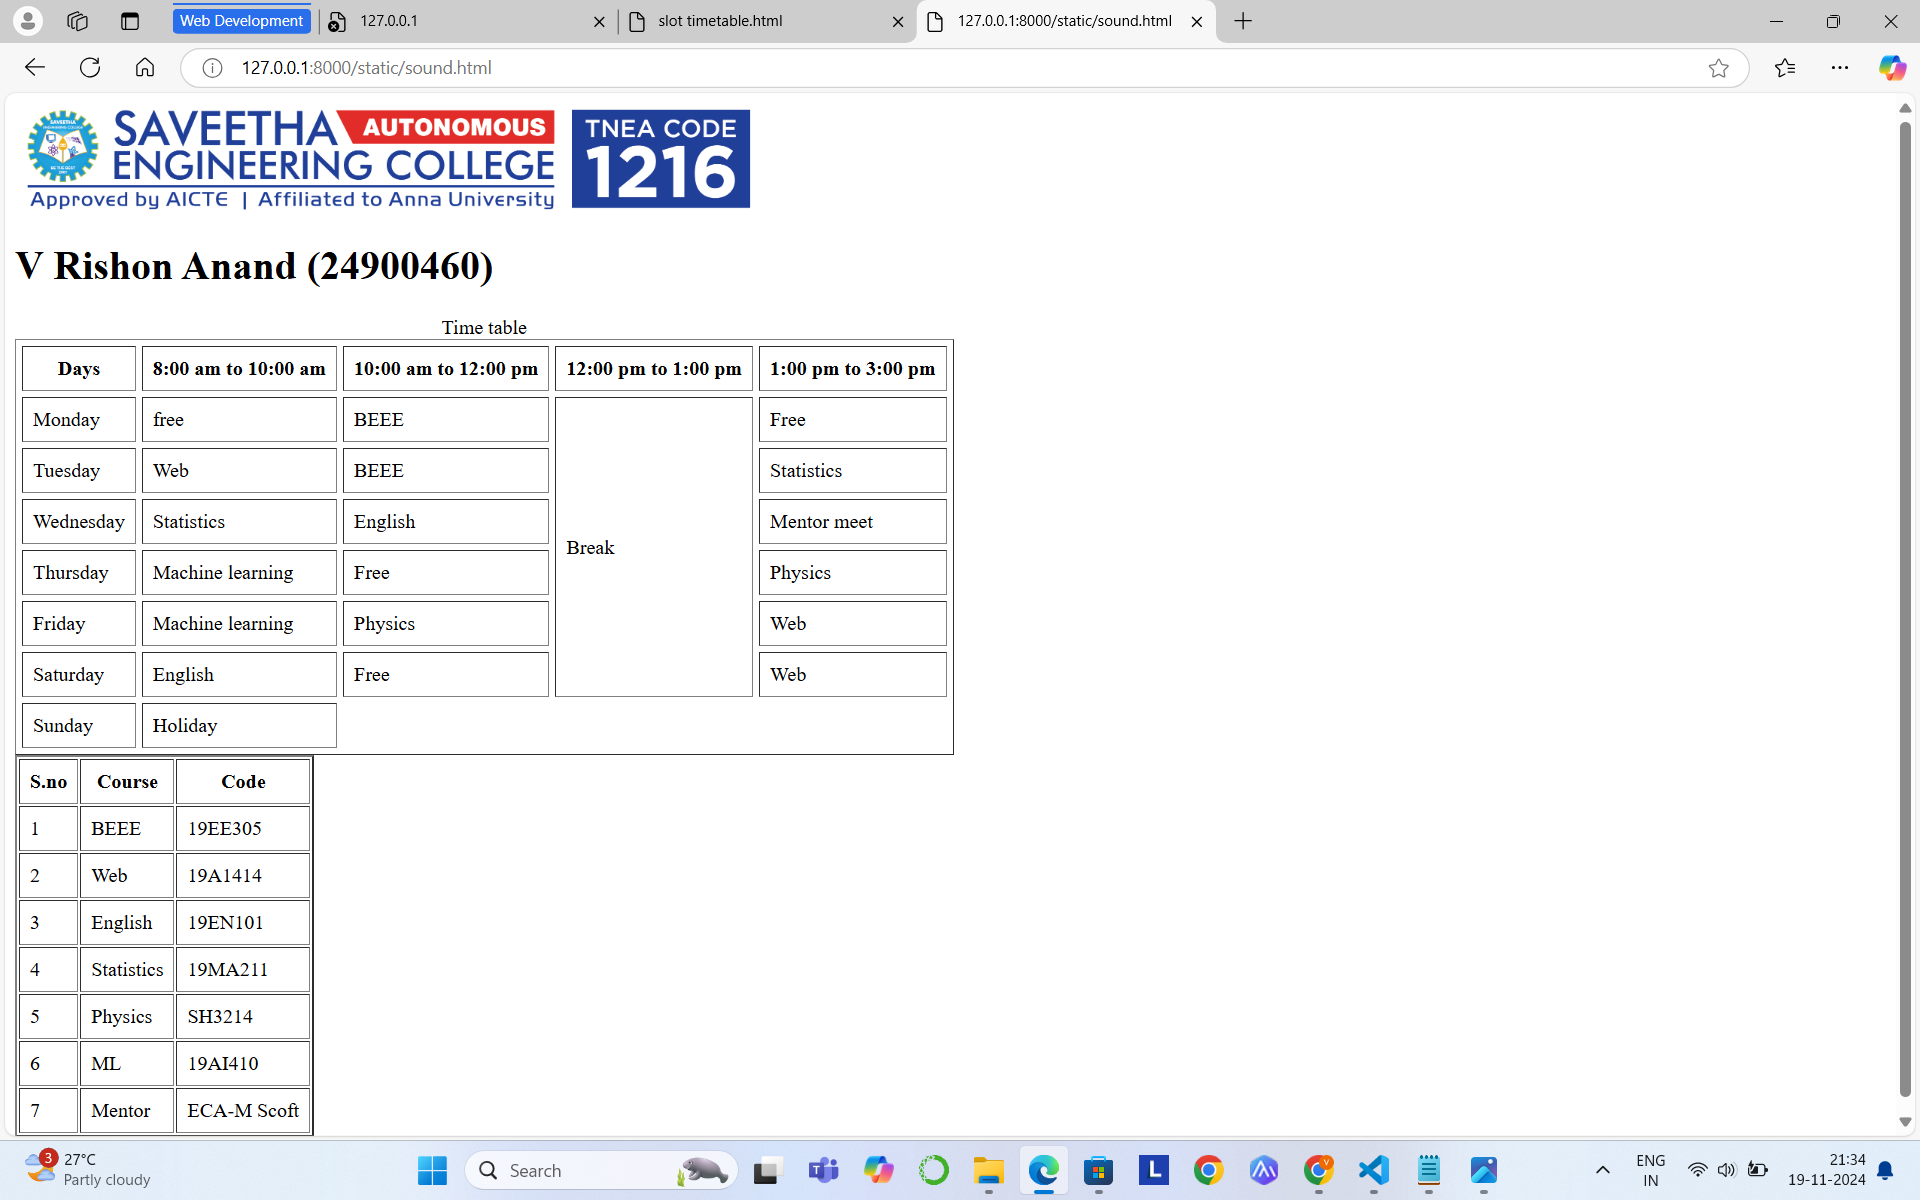 Web Development
127.0.0.1
slot timetable.html
127.0.0.1:8000/static/sound.html
127.0.0.1:8000/static/sound.html
SAVEETHA AUTONOMOUS
ENGINEERING COLLEGE
Approved by AICTE | Affiliated to Anna University
TNEA CODE
1216
V Rishon Anand (24900460)
Time table
Days 8:00 am to 10:00 am 10:00 am to 12:00 pm 12:00 pm to 1:00 pm 1:00 pm to 3:00 pm
Monday free BEEE Free
Tuesday Web BEEE Statistics
Wednesday Statistics English Mentor meet
Break
Thursday Machine learning Free Physics
Friday Machine learning Physics Web
Saturday English Free Web
Sunday Holiday
S.no Course Code
1 BEEE 19EE305
2 Web 19A1414
3 English 19EN101
4 Statistics 19MA211
5 Physics SH3214
6 ML 19AI410
7 Mentor ECA-M Scoft
3
27°C
Partly cloudy
Search
ENG
IN
21:34
19-11-2024